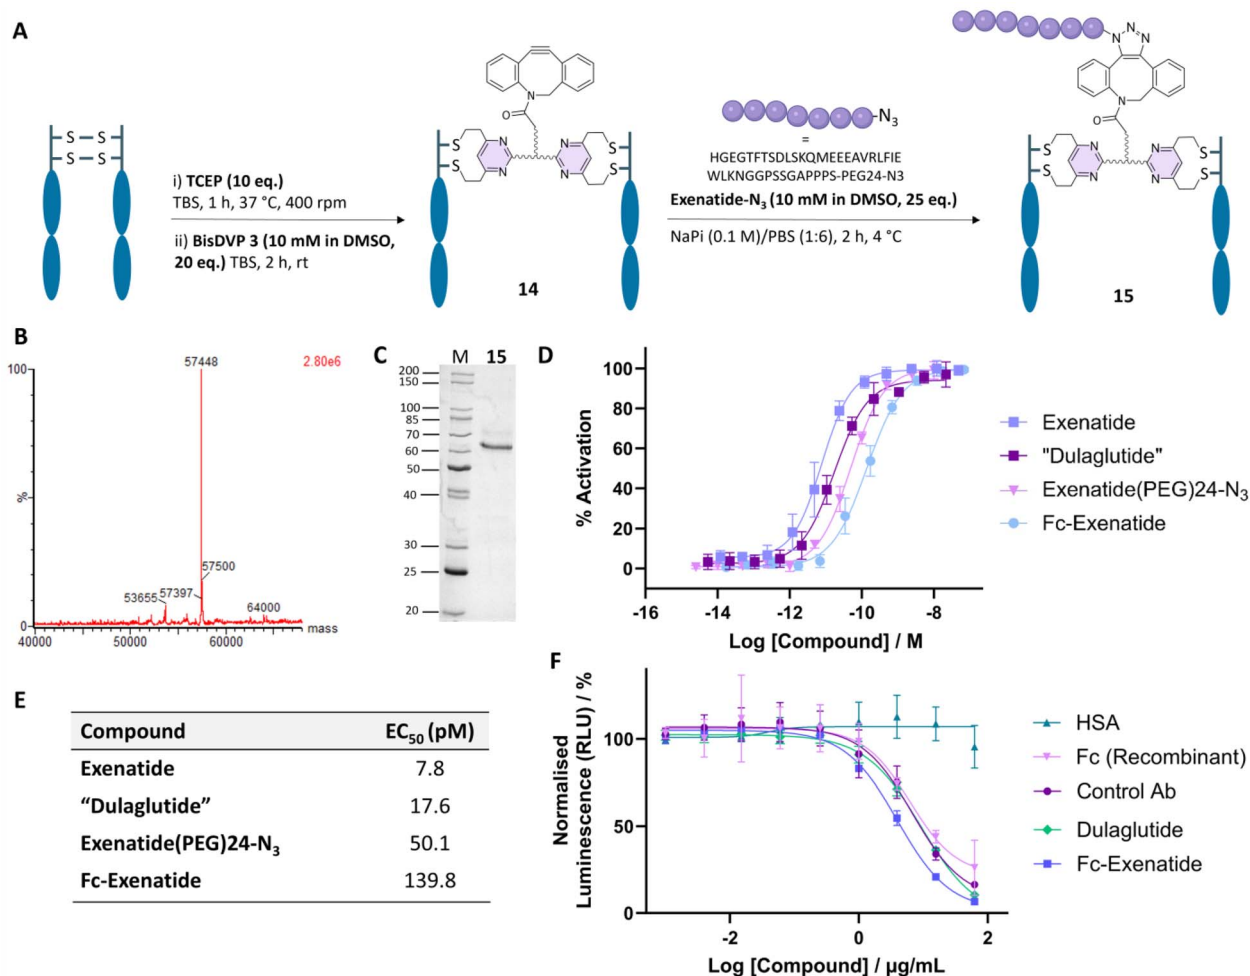 A
S – S
S – S
i) TCEP (10 eq.)
TBS, 1 h, 37 °C, 400 rpm
ii) BisDVP 3 (10 mM in DMSO,
20 eq.) TBS, 2 h, rt
N
O
S N N S
S N N S
14
N3
=
HGEGTFTSDLSKQMEEEAVRLFIE
WLKNGGPSSGAPPPS-PEG24-N3
Exenatide-N3 (10 mM in DMSO, 25 eq.)
NaPi (0.1 M)/PBS (1:6), 2 h, 4 °C
N N N
N
O
S N N S
S N N S
15
B
57448
2.80e6
100
%
57500
53655
57397
64000
0
mass
40000 50000 60000
C
M 15
200
150
100
85
70
60
50
40
30
25
20
D
% Activation
100
80
60
40
20
0
-16 -14 -12 -10 -8
Log [Compound] / M
Exenatide
"Dulaglutide"
Exenatide(PEG)24-N3
Fc-Exenatide
E
Compound EC50 (pM)
Exenatide 7.8
“Dulaglutide” 17.6
Exenatide(PEG)24-N3 50.1
Fc-Exenatide 139.8
F
Normalised
Luminescence (RLU) / %
100
50
0
-2 0 2
Log [Compound] / µg/mL
HSA
Fc (Recombinant)
Control Ab
Dulaglutide
Fc-Exenatide